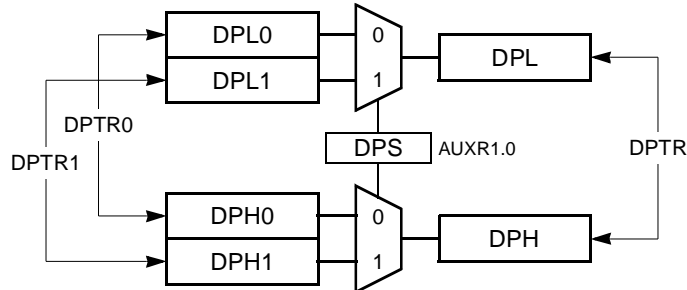 DPL0
0
DPL
DPL1
1
DPTR0
DPS
AUXR1.0
DPTR
DPTR1
DPH0
0
DPH
DPH1
1